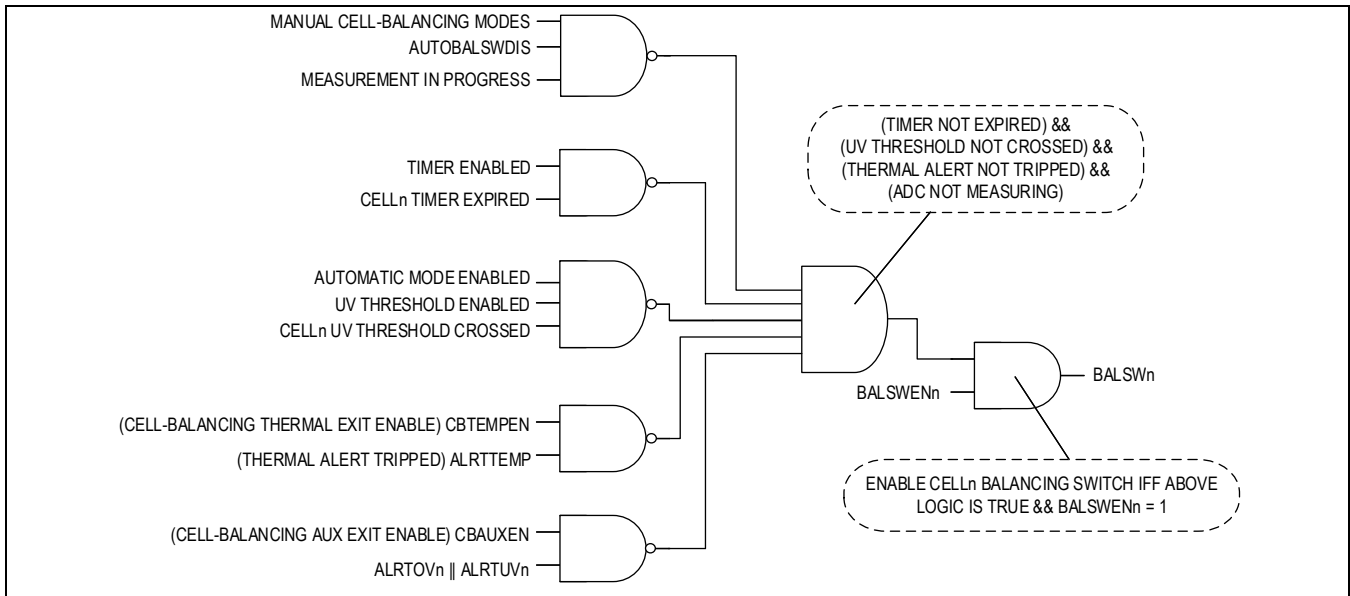 MANUAL CELL-BALANCING MODES
AUTOBALSWDIS
MEASUREMENT IN PROGRESS
TIMER ENABLED
CELLn TIMER EXPIRED
AUTOMATIC MODE ENABLED
UV THRESHOLD ENABLED
CELLn UV THRESHOLD CROSSED
(CELL-BALANCING THERMAL EXIT ENABLE) CBTEMPEN
(THERMAL ALERT TRIPPED) ALRTTEMP
(CELL-BALANCING AUX EXIT ENABLE) CBAUXEN
ALRTOVn || ALRTUVn
(TIMER NOT EXPIRED) &&
(UV THRESHOLD NOT CROSSED) &&
(THERMAL ALERT NOT TRIPPED) &&
(ADC NOT MEASURING)
BALSWENn
BALSWn
ENABLE CELLn BALANCING SWITCH IFF ABOVE
LOGIC IS TRUE && BALSWENn = 1